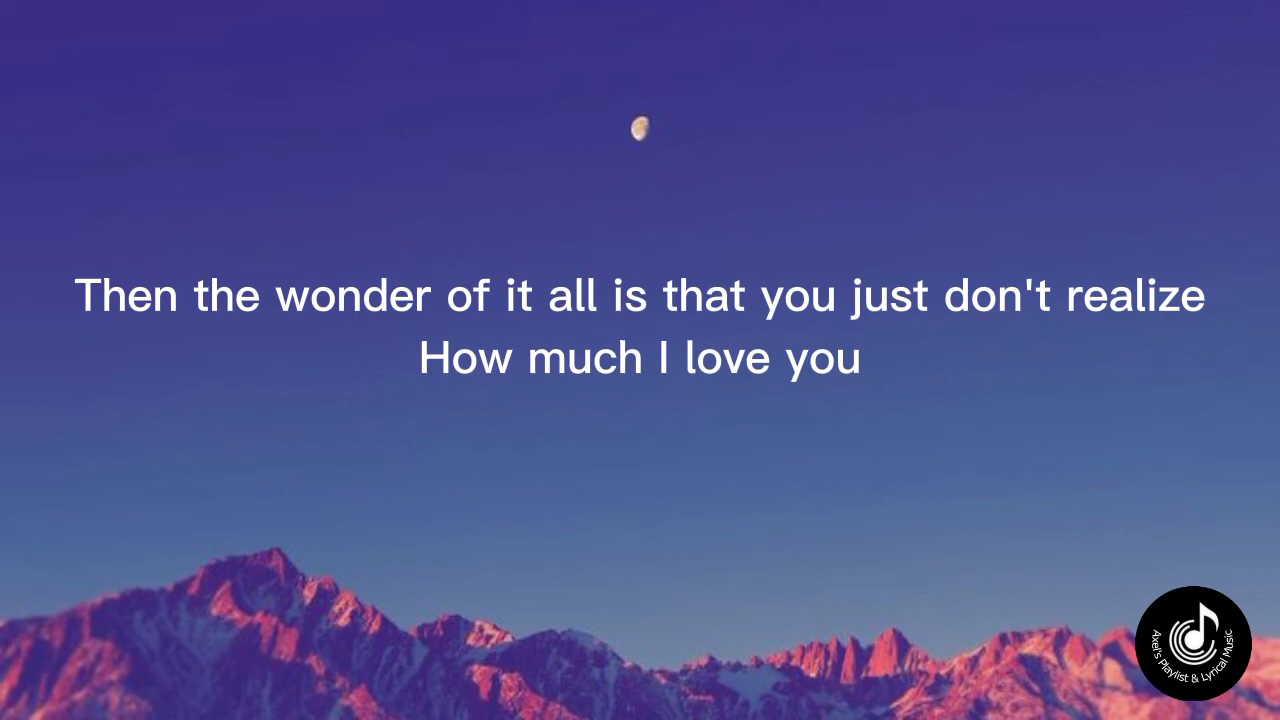 Then the wonder of it all is that you just don't realize
How much I love you
Axel's Playlist & Lyrical Music